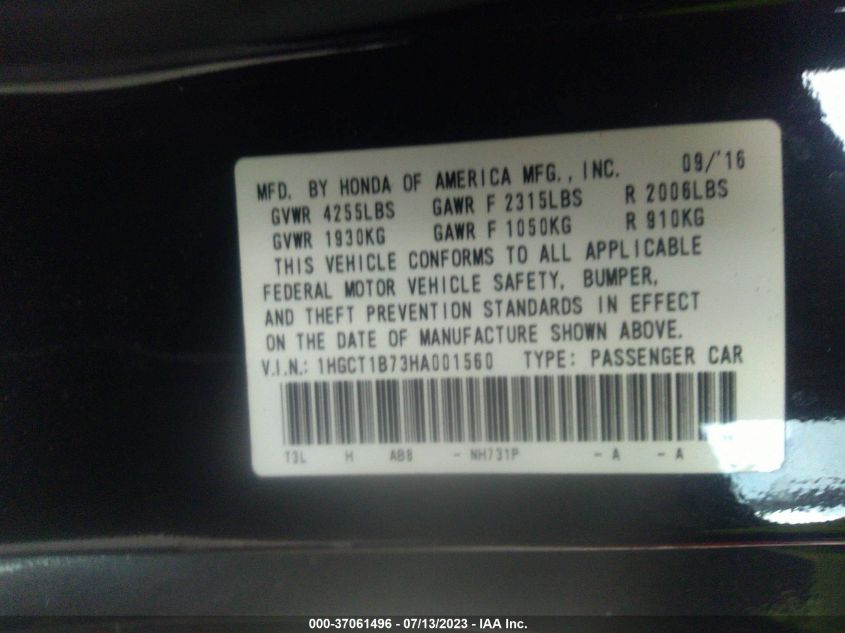 MFD. BY HONDA OF AMERICA MFG., INC. 09/'16
GVWR 4255LBS GAWR F 2315LBS R 2006LBS
GVWR 1930KG GAWR F 1050KG R 910KG
THIS VEHICLE CONFORMS TO ALL APPLICABLE
FEDERAL MOTOR VEHICLE SAFETY, BUMPER,
AND THEFT PREVENTION STANDARDS IN EFFECT
ON THE DATE OF MANUFACTURE SHOWN ABOVE.
V.I.N.: 1HGCT1B73HA001560 TYPE: PASSENGER CAR
T3L H AB8 - NH731P - A - A
000-37061496 - 07/13/2023 - IAA Inc.